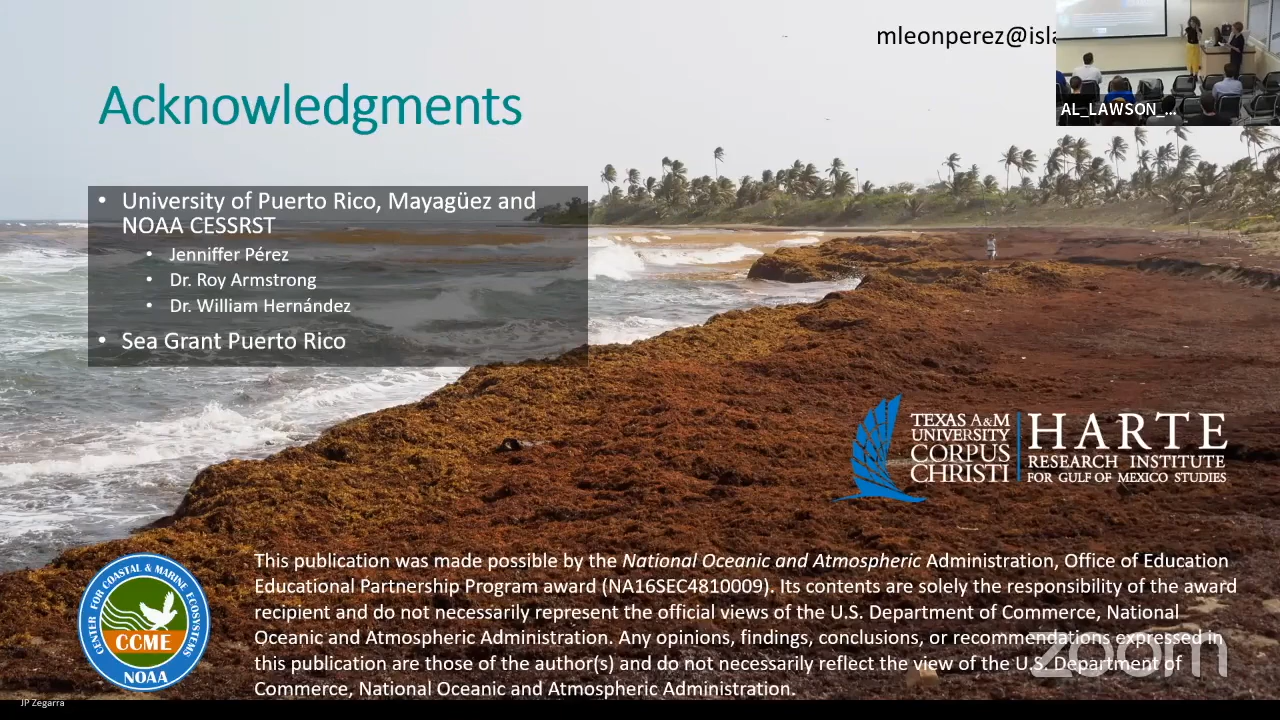 mleonperez@isla
AL_LAWSON_...
Acknowledgments
• University of Puerto Rico, Mayagüez and
NOAA CESSRST
• Jenniffer Pérez
• Dr. Roy Armstrong
• Dr. William Hernández
• Sea Grant Puerto Rico
TEXAS A&M
UNIVERSITY
CORPUS
CHRISTI
HARTE
RESEARCH INSTITUTE
FOR GULF OF MEXICO STUDIES
CENTER FOR COASTAL & MARINE ECOSYSTEMS
CCME
NOAA
This publication was made possible by the National Oceanic and Atmospheric Administration, Office of Education
Educational Partnership Program award (NA16SEC4810009). Its contents are solely the responsibility of the award
recipient and do not necessarily represent the official views of the U.S. Department of Commerce, National
Oceanic and Atmospheric Administration. Any opinions, findings, conclusions, or recommendations expressed in
this publication are those of the author(s) and do not necessarily reflect the view of the U.S. Department of
Commerce, National Oceanic and Atmospheric Administration.
zoom
JP Zegarra